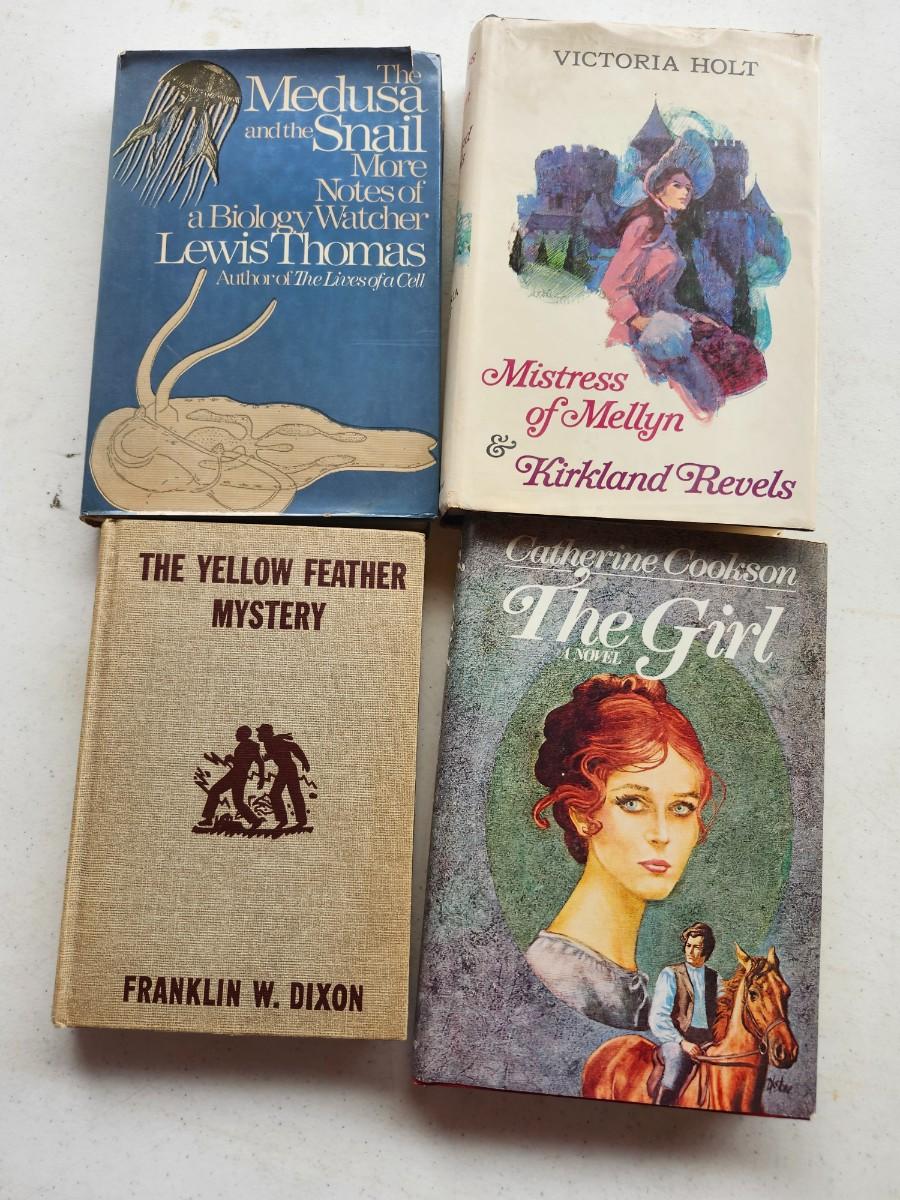 The
Medusa
and the Snail
More
Notes of
a Biology Watcher
Lewis Thomas
Author of The Lives of a Cell
VICTORIA HOLT
Mistress
of Mellyn
&
Kirkland Revels
THE YELLOW FEATHER
MYSTERY
FRANKLIN W. DIXON
Catherine Cookson
The Girl
A NOVEL